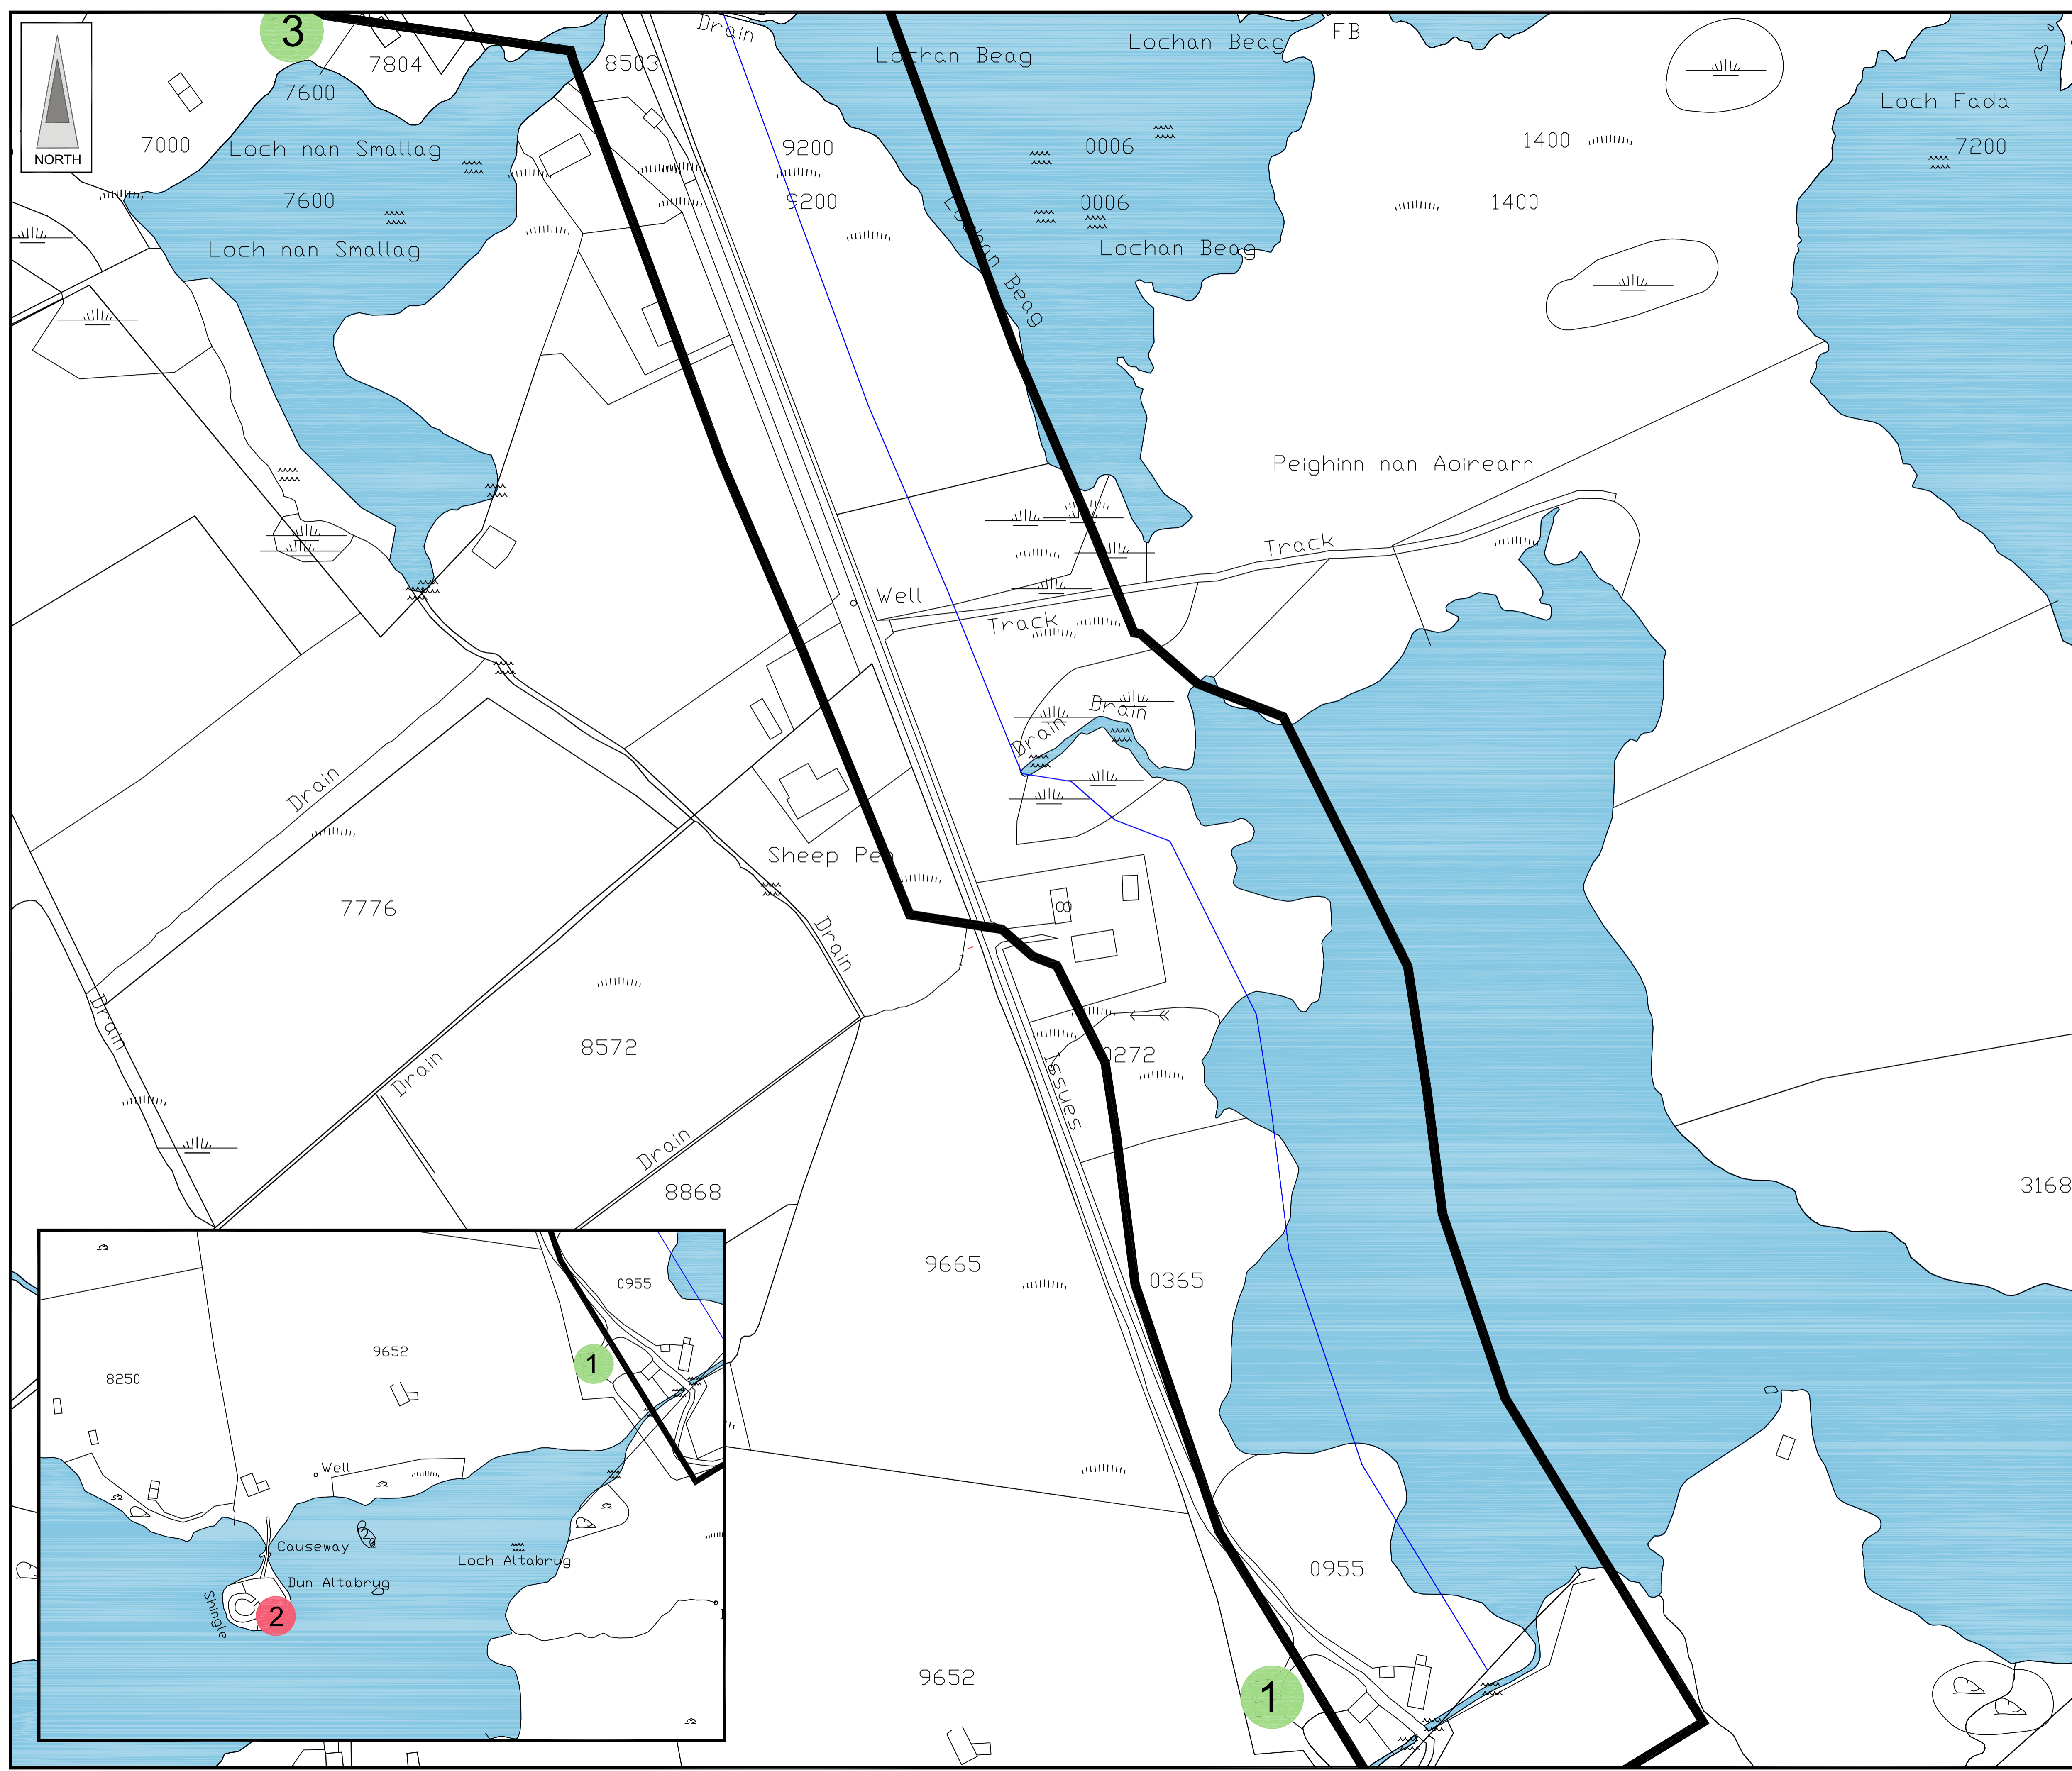 3
NORTH
7804
7600
7000
Loch nan Smallag
7600
Loch nan Smallag
8503
Drain
9200
9200
Lochan Beag
Lochan Beag
FB
0006
0006
Lochan Beag
Lochan Beag
1400
1400
Loch Fada
7200
Peighinn nan Aoireann
Track
Well
Track
Drain
Drain
Drain
Sheep Pen
7776
Drain
8
Drain
8572
Drain
0272
Issues
Drain
8868
3168
9665
0365
0955
9652
1
0955
9652
8250
1
Well
Causeway
Loch Altabrug
Dun Altabrug
Shingle
2